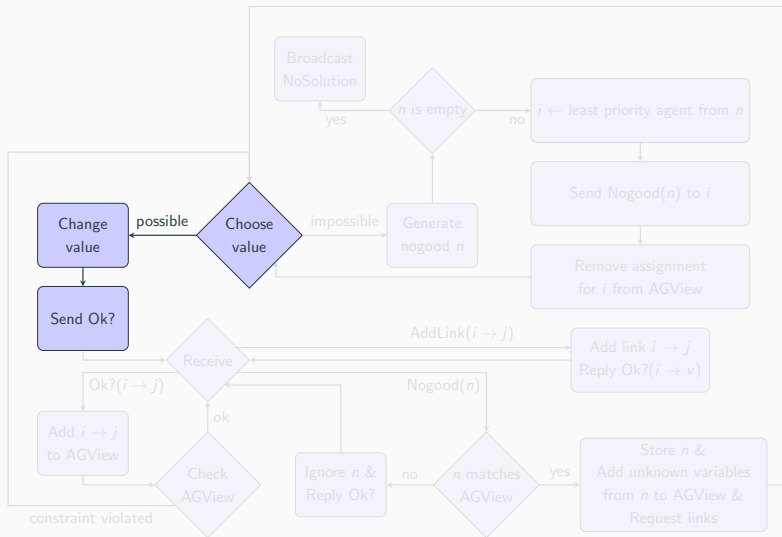 Broadcast
NoSolution
n is empty
yes
no
i ← least priority agent from n
Send Nogood(n) to i
Change
value
possible
Choose
value
impossible
Generate
nogood n
Remove assignment
for i from AGView
Send Ok?
Receive
AddLink(i → j)
Add link i → j
Reply Ok?(i → v)
Ok?(i → j)
Nogood(n)
ok
Add i → j
to AGView
Check
AGView
Ignore n &
Reply Ok?
no
n matches
AGView
yes
Store n &
Add unknown variables
from n to AGView &
Request links
constraint violated